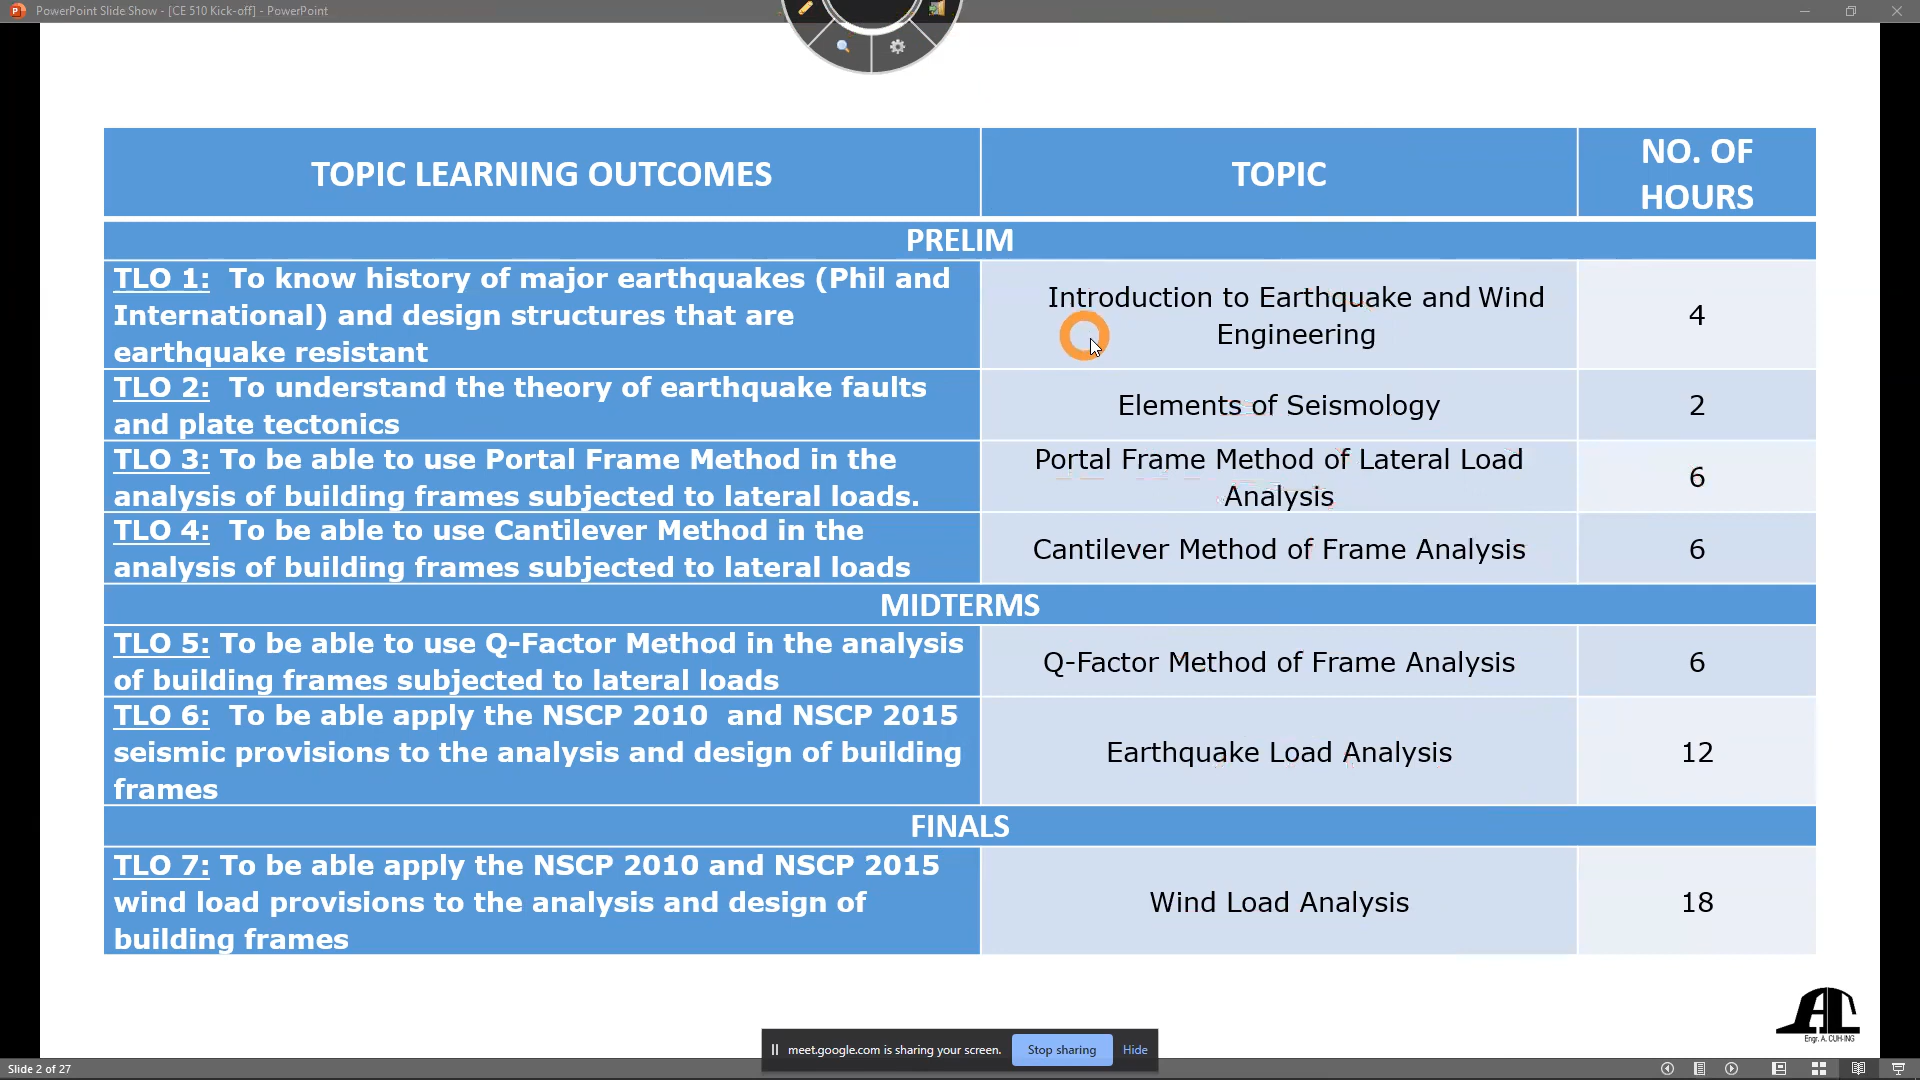 PowerPoint Slide Show - [CE 510 Kick-off] - PowerPoint
TOPIC LEARNING OUTCOMES
TOPIC
NO. OF
HOURS
PRELIM
TLO 1: To know history of major earthquakes (Phil and
International) and design structures that are
earthquake resistant
Introduction to Earthquake and Wind
Engineering
4
TLO 2: To understand the theory of earthquake faults
and plate tectonics
Elements of Seismology
2
TLO 3: To be able to use Portal Frame Method in the
analysis of building frames subjected to lateral loads.
Portal Frame Method of Lateral Load
Analysis
6
TLO 4: To be able to use Cantilever Method in the
analysis of building frames subjected to lateral loads
Cantilever Method of Frame Analysis
6
MIDTERMS
TLO 5: To be able to use Q-Factor Method in the analysis
of building frames subjected to lateral loads
Q-Factor Method of Frame Analysis
6
TLO 6: To be able apply the NSCP 2010 and NSCP 2015
seismic provisions to the analysis and design of building
frames
Earthquake Load Analysis
12
FINALS
TLO 7: To be able apply the NSCP 2010 and NSCP 2015
wind load provisions to the analysis and design of
building frames
Wind Load Analysis
18
Engr. A. CUH-ING
meet.google.com is sharing your screen.
Stop sharing
Hide
Slide 2 of 27